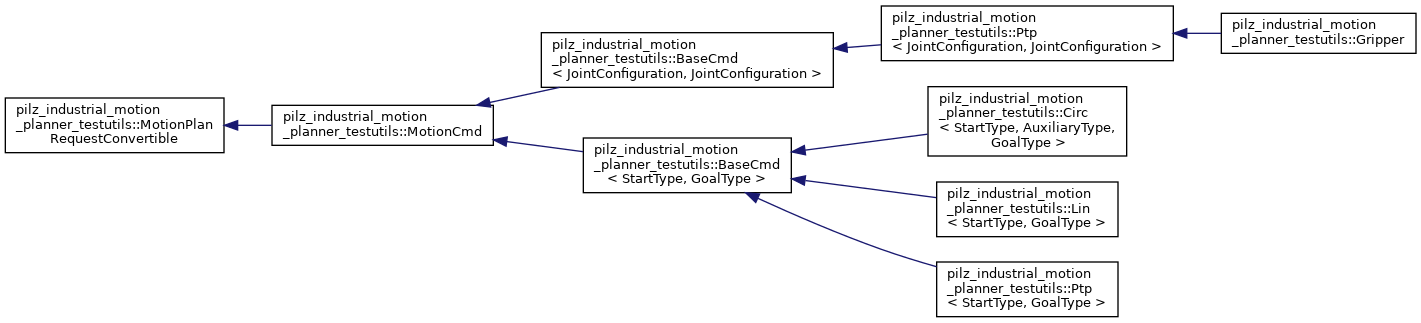 pilz_industrial_motion
_planner_testutils::MotionPlan
RequestConvertible
pilz_industrial_motion
_planner_testutils::MotionCmd
pilz_industrial_motion
_planner_testutils::BaseCmd
< JointConfiguration, JointConfiguration >
pilz_industrial_motion
_planner_testutils::Ptp
< JointConfiguration, JointConfiguration >
pilz_industrial_motion
_planner_testutils::Gripper
pilz_industrial_motion
_planner_testutils::BaseCmd
< StartType, GoalType >
pilz_industrial_motion
_planner_testutils::Circ
< StartType, AuxiliaryType,
GoalType >
pilz_industrial_motion
_planner_testutils::Lin
< StartType, GoalType >
pilz_industrial_motion
_planner_testutils::Ptp
< StartType, GoalType >